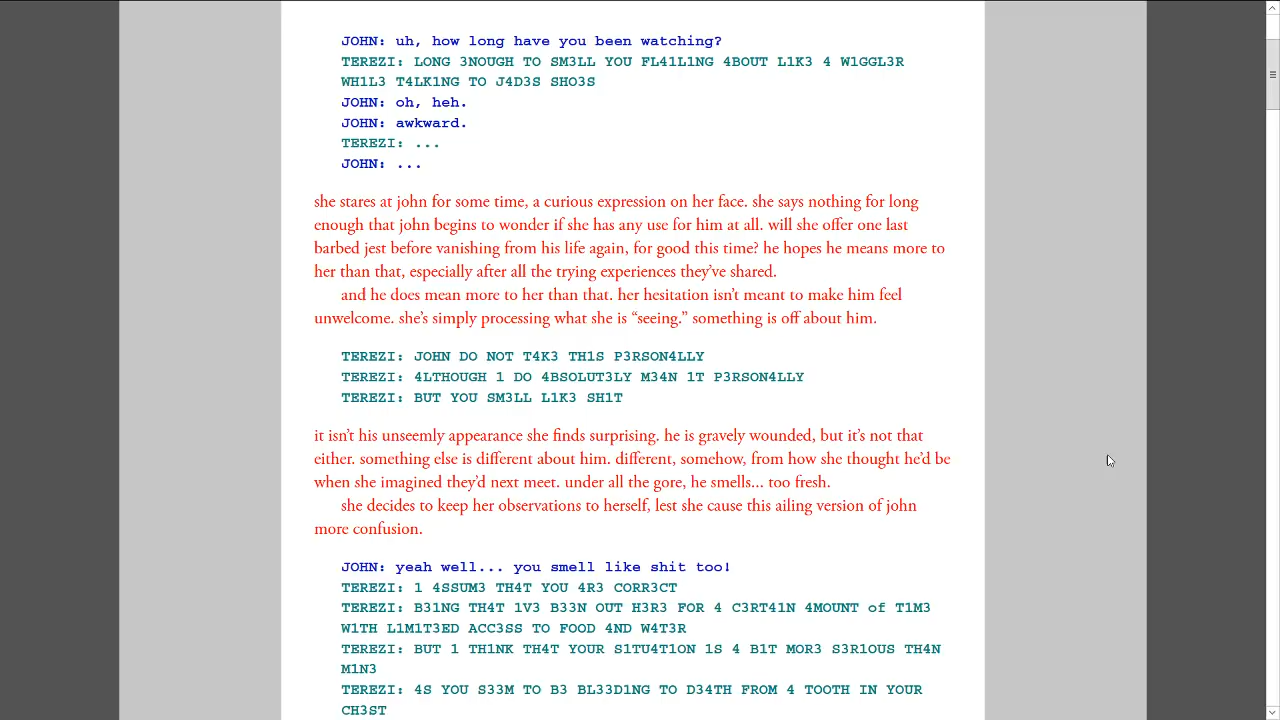 JOHN: uh, how long have you been watching?
TEREZI: LONG 3NOUGH TO SM3LL YOU FL41L1NG 4BOUT L1K3 4 W1GGL3R
WH1L3 T4LK1NG TO J4D3S SHO3S
JOHN: oh, heh.
JOHN: awkward.
TEREZI: ...
JOHN: ...
she stares at john for some time, a curious expression on her face. she says nothing for long
enough that john begins to wonder if she has any use for him at all. will she offer one last
barbed jest before vanishing from his life again, for good this time? he hopes he means more to
her than that, especially after all the trying experiences they’ve shared.
and he does mean more to her than that. her hesitation isn’t meant to make him feel
unwelcome. she’s simply processing what she is “seeing.” something is off about him.
TEREZI: JOHN DO NOT T4K3 TH1S P3RSON4LLY
TEREZI: 4LTHOUGH 1 DO 4BSOLUT3LY M34N 1T P3RSON4LLY
TEREZI: BUT YOU SM3LL L1K3 SH1T
it isn’t his unseemly appearance she finds surprising. he is gravely wounded, but it’s not that
either. something else is different about him. different, somehow, from how she thought he’d be
when she imagined they’d next meet. under all the gore, he smells... too fresh.
she decides to keep her observations to herself, lest she cause this ailing version of john
more confusion.
JOHN: yeah well... you smell like shit too!
TEREZI: 1 4SSUM3 TH4T YOU 4R3 CORR3CT
TEREZI: B31NG TH4T 1V3 B33N OUT H3R3 FOR 4 C3RT41N 4MOUNT of T1M3
W1TH L1M1T3ED ACC3SS TO FOOD 4ND W4T3R
TEREZI: BUT 1 TH1NK TH4T YOUR S1TU4T1ON 1S 4 B1T MOR3 S3R1OUS TH4N
M1N3
TEREZI: 4S YOU S33M TO B3 BL33D1NG TO D34TH FROM 4 TOOTH IN YOUR
CH3ST